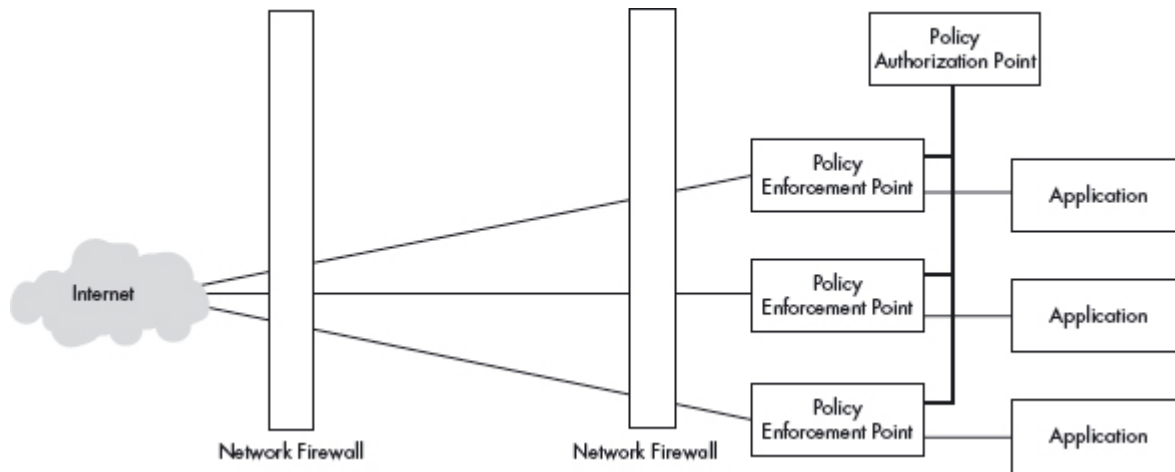 Policy
Authorization Point
Policy
Enforcement Point
Application
Internet
Policy
Enforcement Point
Application
Policy
Enforcement Point
Application
Network Firewall
Network Firewall